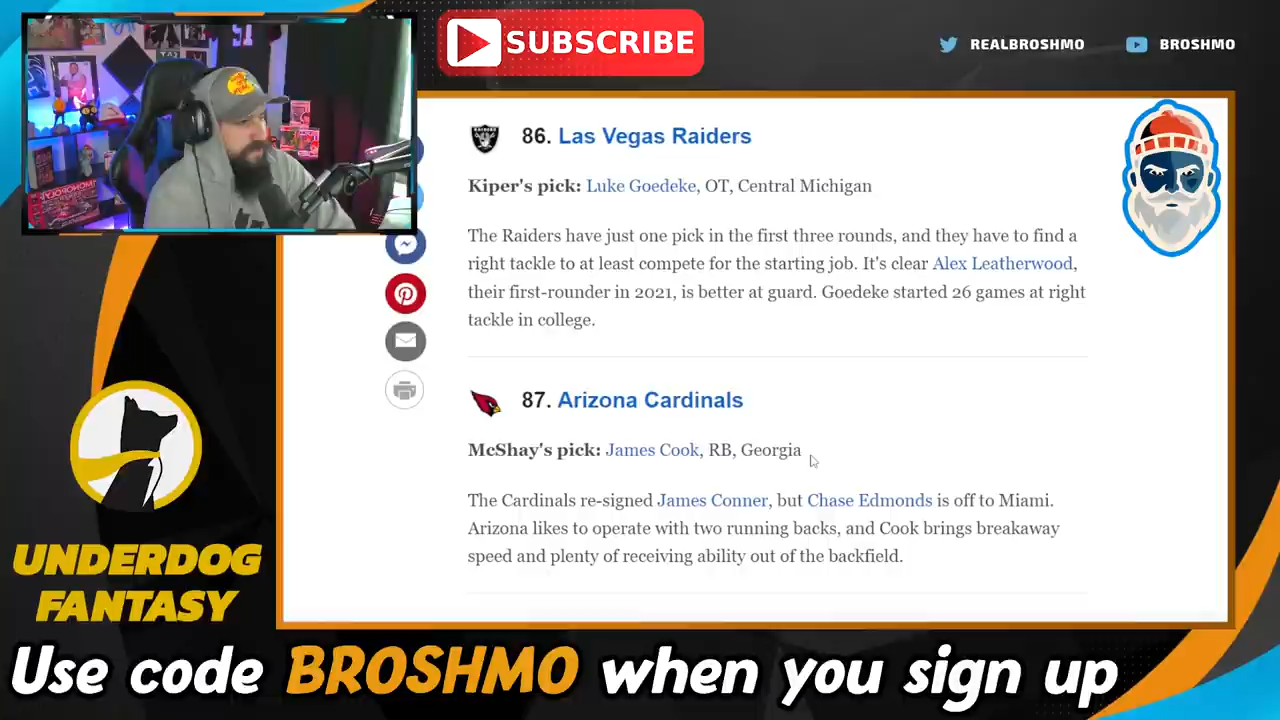 SUBSCRIBE
REALBROSHMO
BROSHMO
86. Las Vegas Raiders
Kiper's pick: Luke Goedeke, OT, Central Michigan
The Raiders have just one pick in the first three rounds, and they have to find a
right tackle to at least compete for the starting job. It's clear Alex Leatherwood,
their first-rounder in 2021, is better at guard. Goedeke started 26 games at right
tackle in college.
87. Arizona Cardinals
McShay's pick: James Cook, RB, Georgia
The Cardinals re-signed James Conner, but Chase Edmonds is off to Miami.
Arizona likes to operate with two running backs, and Cook brings breakaway
speed and plenty of receiving ability out of the backfield.
UNDERDOG
FANTASY
Use code BROSHMO when you sign up